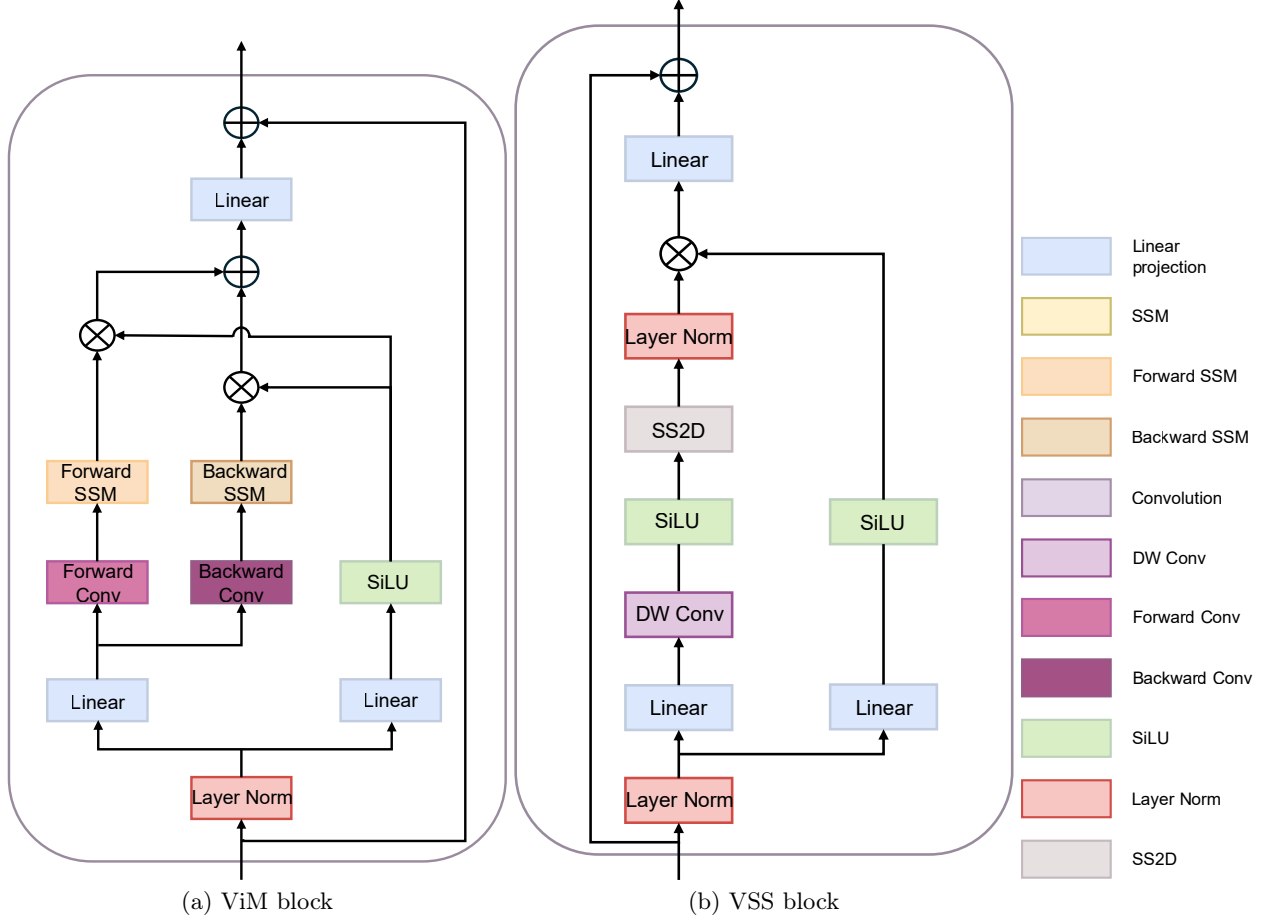 Linear
Forward
SSM
Backward
SSM
Forward
Conv
Backward
Conv
SiLU
Linear
Linear
Layer Norm
(a) ViM block
Linear
Layer Norm
SS2D
SiLU
SiLU
DW Conv
Linear
Linear
Layer Norm
(b) VSS block
Linear
projection
SSM
Forward SSM
Backward SSM
Convolution
DW Conv
Forward Conv
Backward Conv
SiLU
Layer Norm
SS2D